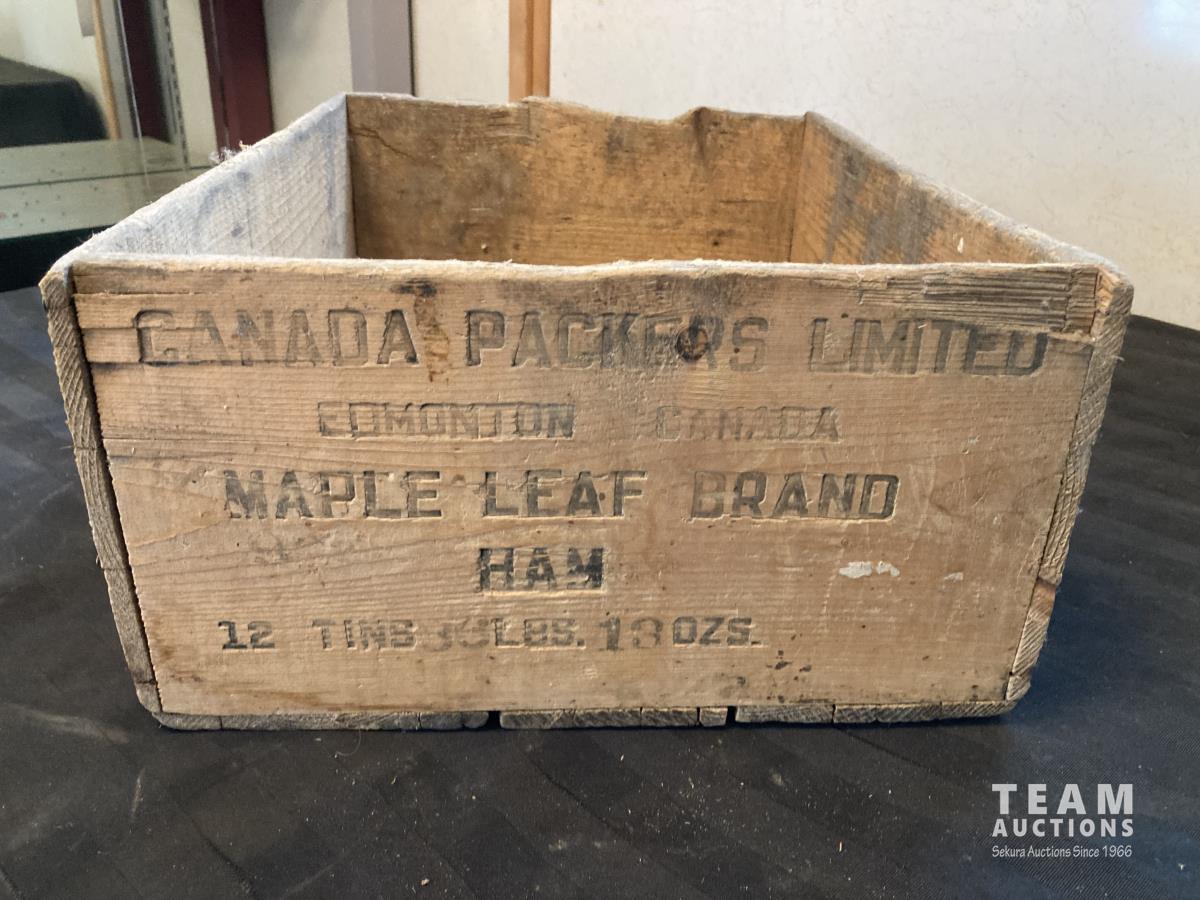 CANADA PACKERS LIMITED
EDMONTON CANADA
MAPLE LEAF BRAND
HAM
12 TINS LBS. 13 OZS.
TEAM
AUCTIONS
Sekura Auctions Since 1966